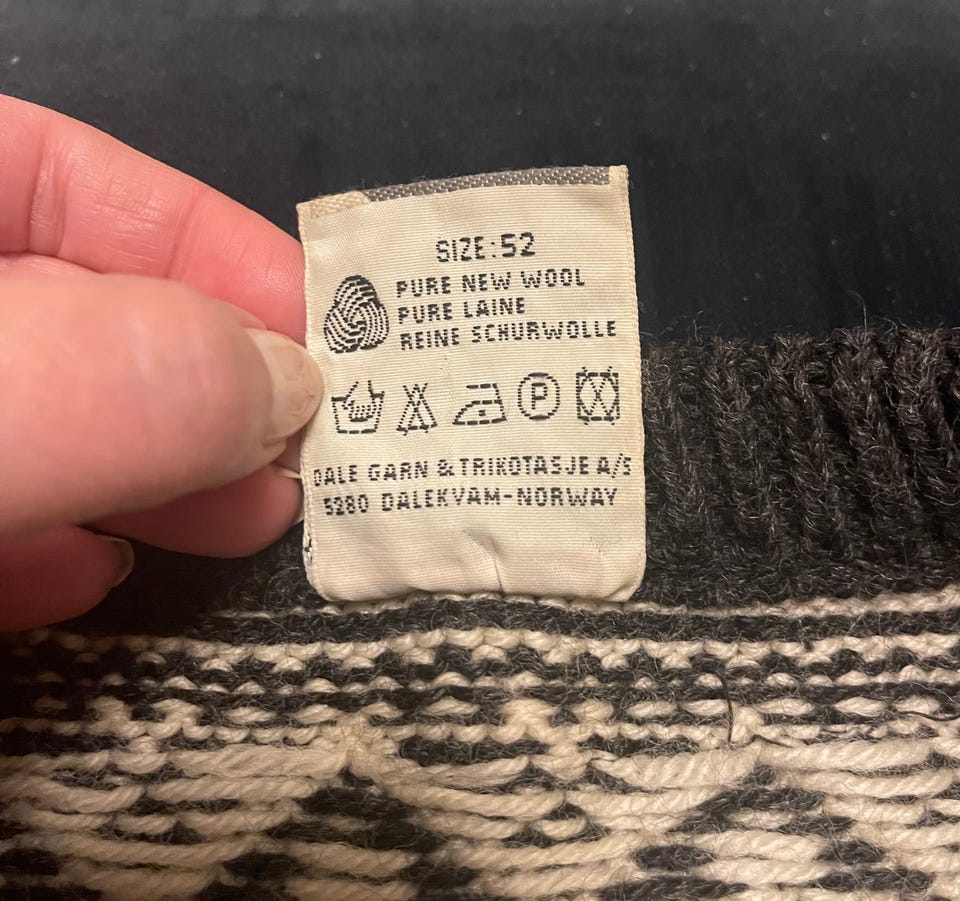 SIZE:52
PURE NEW WOOL
PURE LAINE
REINE SCHURWOLLE
P
DALE GARN & TRIKOTASJE A/S
5280 DALEKVAM-NORWAY